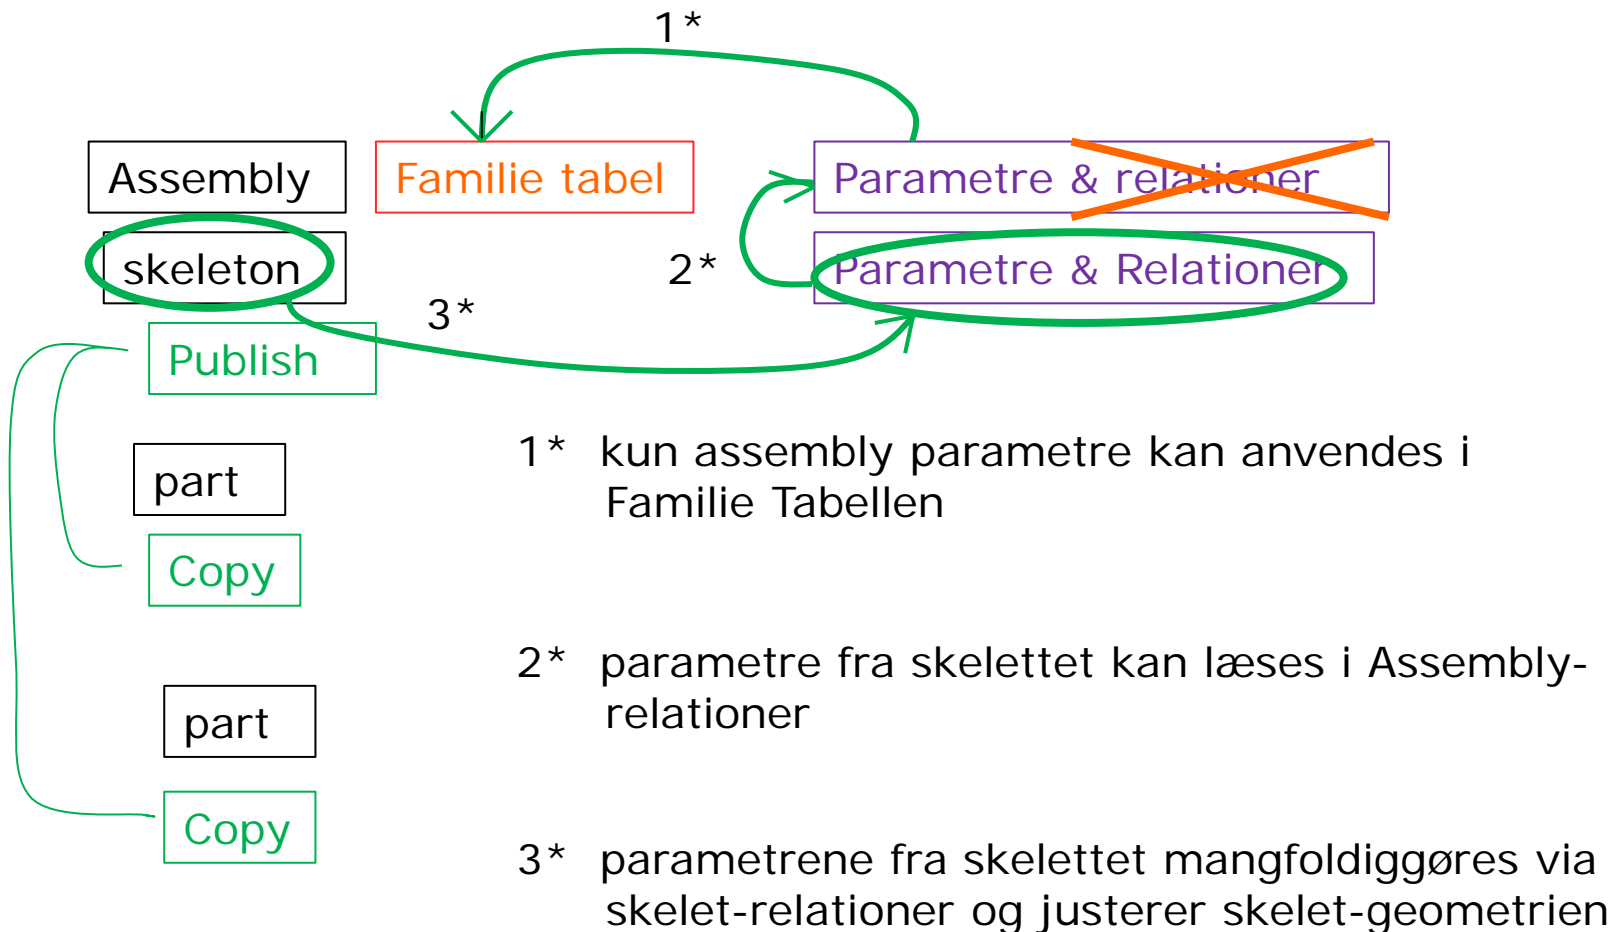 1*
Assembly
Familie tabel
Parametre & relationer
skeleton
2*
Parametre & Relationer
3*
Publish
part
Copy
part
Copy
1* kun assembly parametre kan anvendes i
Familie Tabellen
2* parametre fra skelettet kan læses i Assembly-
relationer
3* parametrene fra skelettet mangfoldiggøres via
skelet-relationer og justerer skelet-geometrien